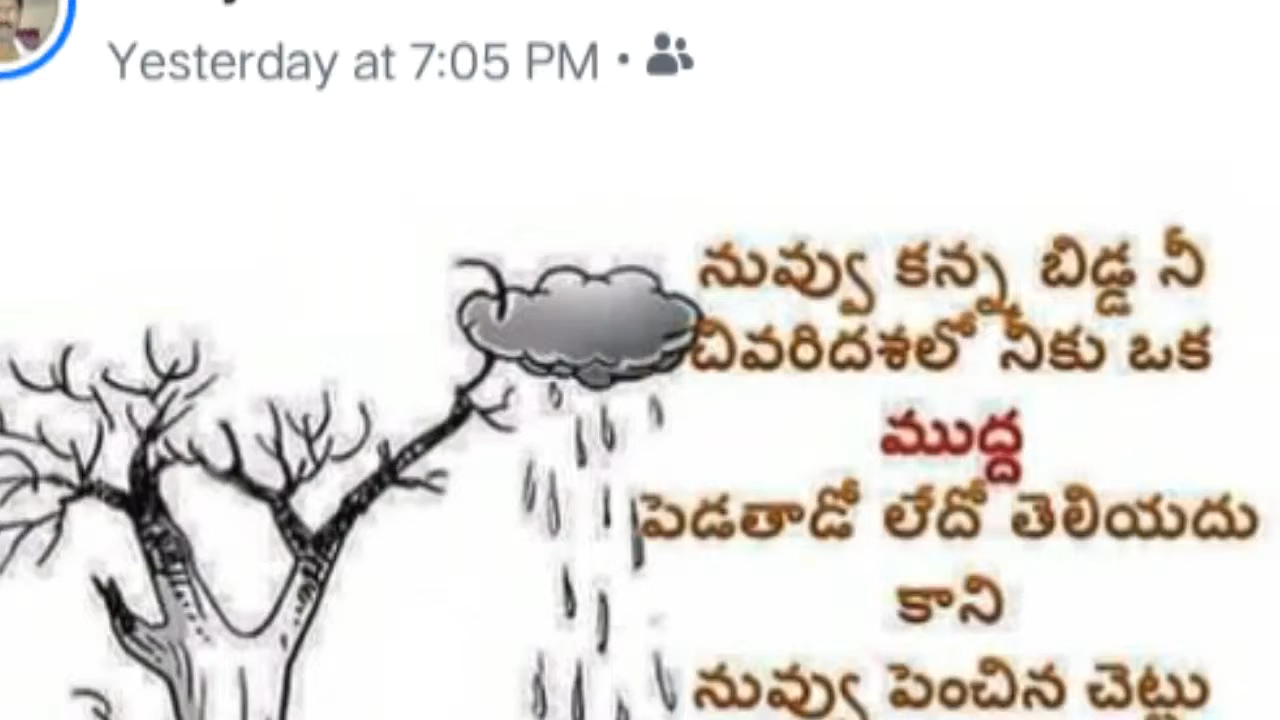 Yesterday at 7:05 PM ·
నువ్వు కన్న బిడ్డ నీ
చివరిదశలో నీకు ఒక
ముద్ద
పెడతాడో లేదో తెలియదు
కాని
నువ్వు పెంచిన చెట్టు